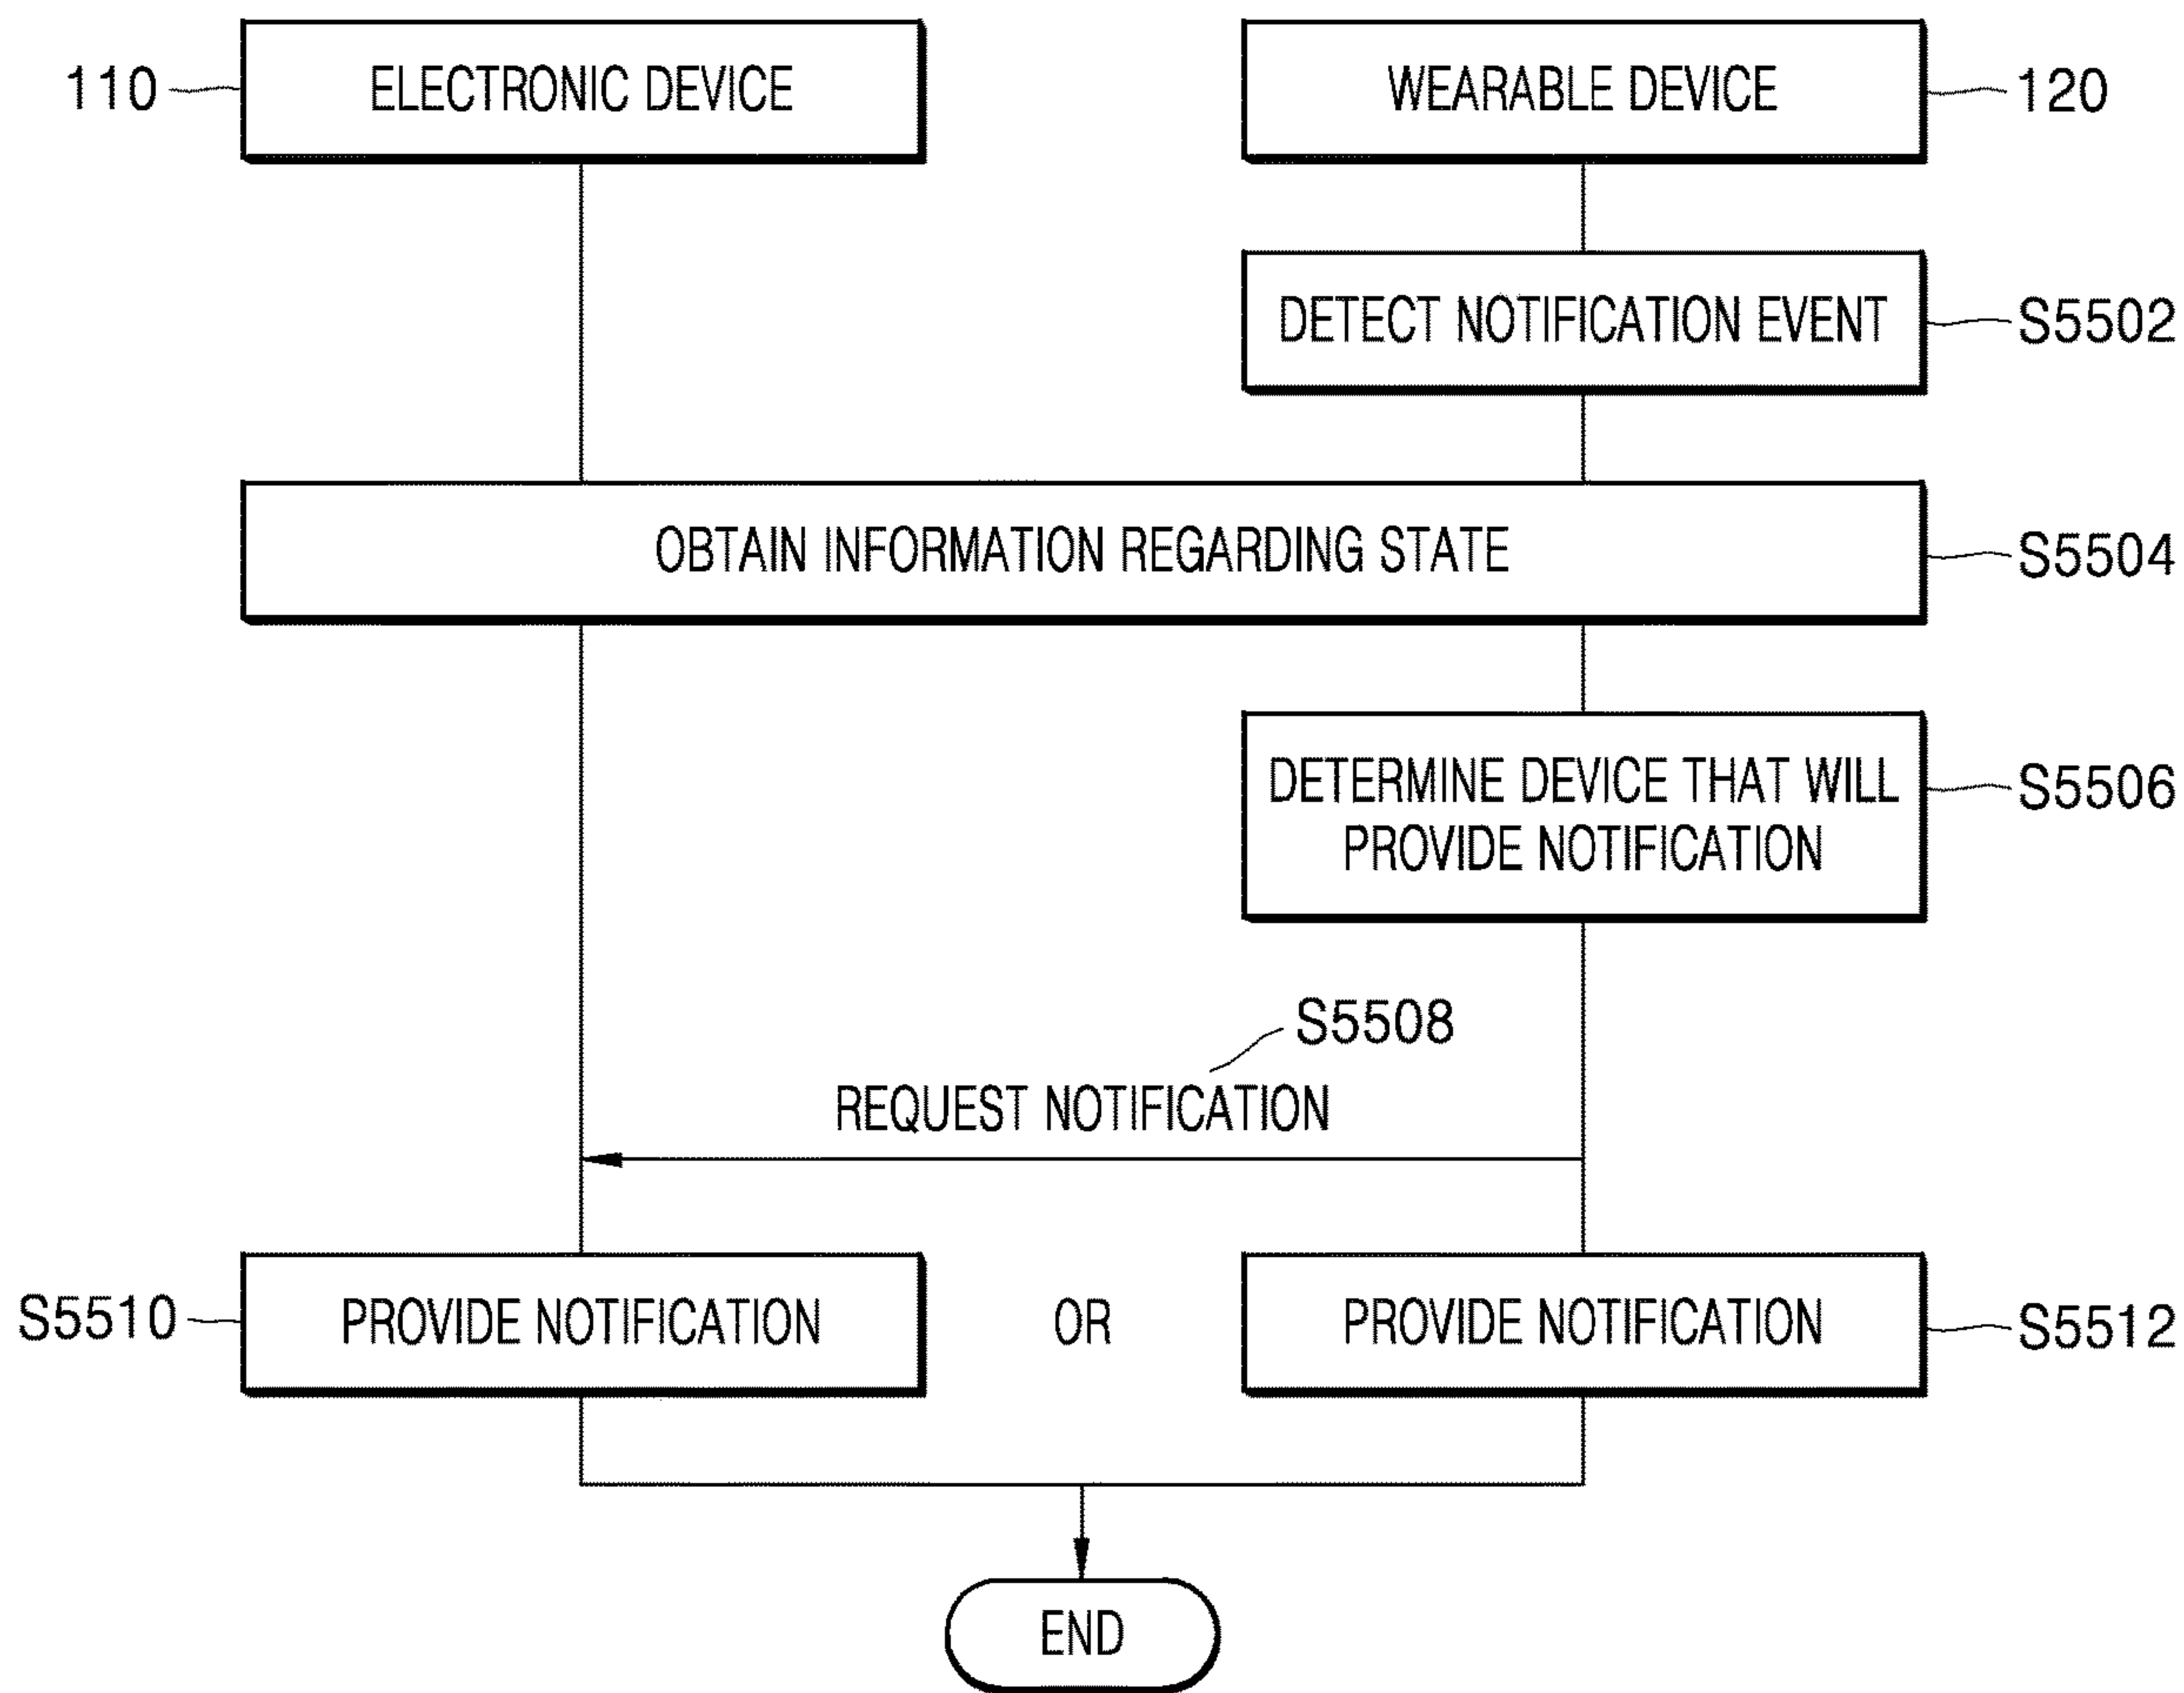 110
ELECTRONIC DEVICE
WEARABLE DEVICE
120
DETECT NOTIFICATION EVENT
S5502
OBTAIN INFORMATION REGARDING STATE
S5504
DETERMINE DEVICE THAT WILL
PROVIDE NOTIFICATION
S5506
S5508
REQUEST NOTIFICATION
S5510
PROVIDE NOTIFICATION
OR
PROVIDE NOTIFICATION
S5512
END